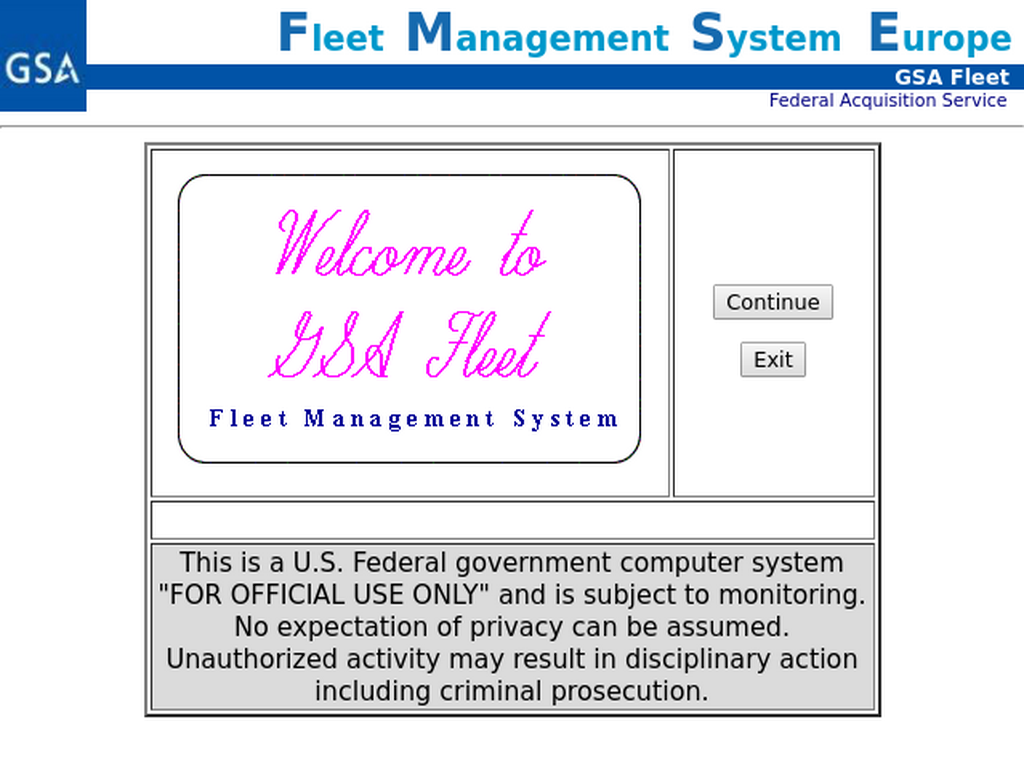 Fleet Management System Europe
GSA
GSA Fleet
Federal Acquisition Service
Welcome to
GSA Fleet
Fleet Management System
Continue
Exit
This is a U.S. Federal government computer system
"FOR OFFICIAL USE ONLY" and is subject to monitoring.
No expectation of privacy can be assumed.
Unauthorized activity may result in disciplinary action
including criminal prosecution.